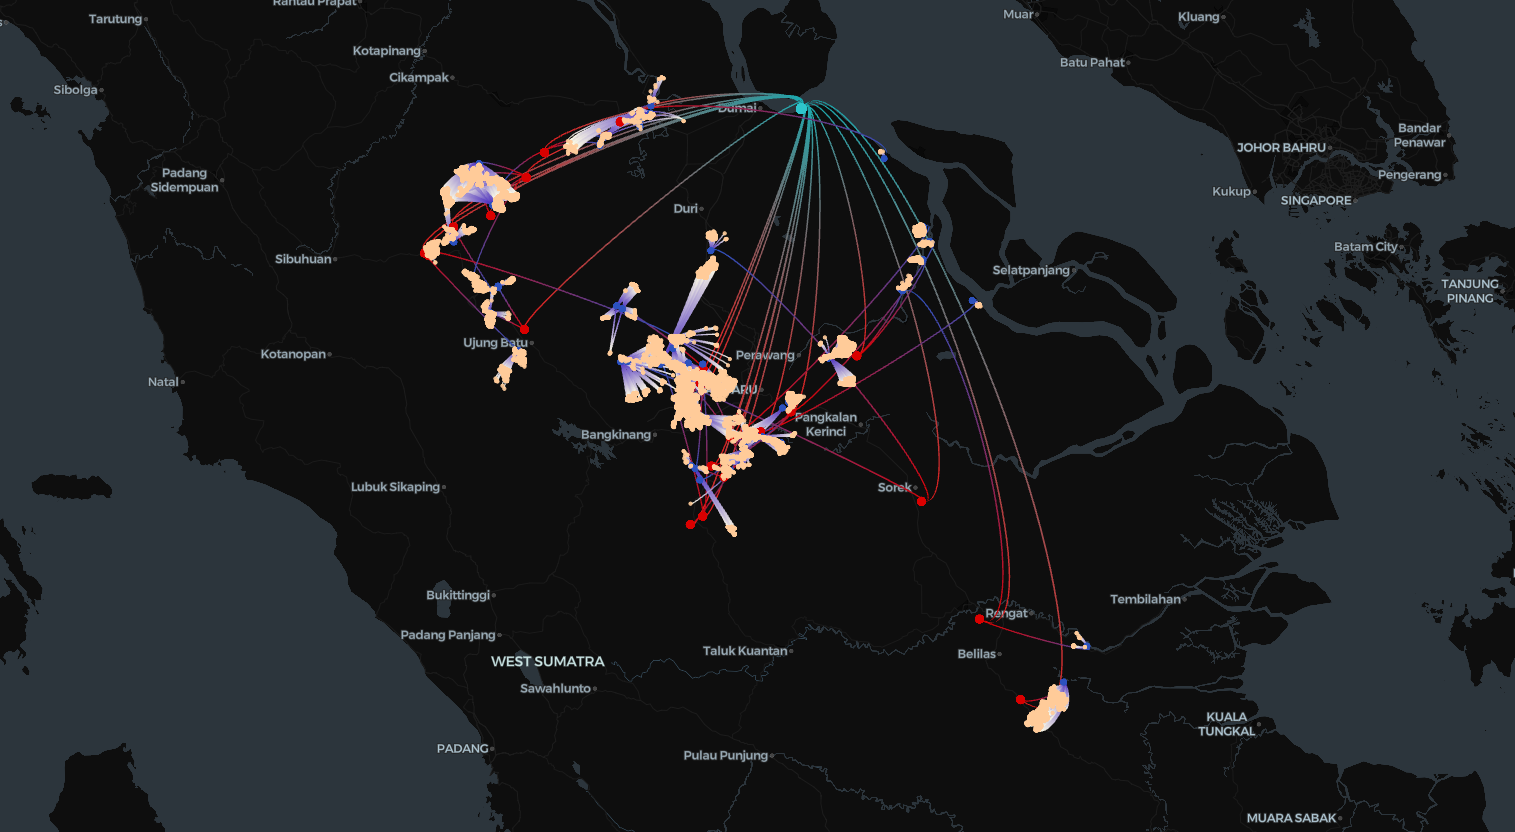 Rantau Prapat
Tarutung
Muar
Kluang
Kotapinang
Batu Pahat
Cikampak
Sibolga
Dumai
Bandar
Penawar
JOHOR BAHRU
Padang
Sidempuan
Pengerang
Kukup
SINGAPORE
Duri
Batam City
Sibuhuan
Selatpanjang
TANJUNG
PINANG
Ujung Batu
Kotanopan
Perawang
Natal
ARU
Pangkalan
Kerinci
Bangkinang
Lubuk Sikaping
Sorek
Bukittinggi
Tembilahan
Rengat
Padang Panjang
Taluk Kuantan
Belilas
WEST SUMATRA
Sawahlunto
KUALA
TUNGKAL
PADANG
Pulau Punjung
MUARA SABAK